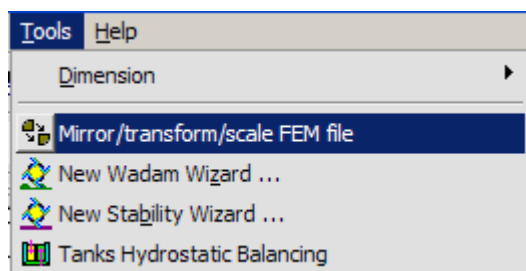 Tools Help
Dimension
Mirror/transform/scale FEM file
New Wadam Wizard ...
New Stability Wizard ...
Tanks Hydrostatic Balancing